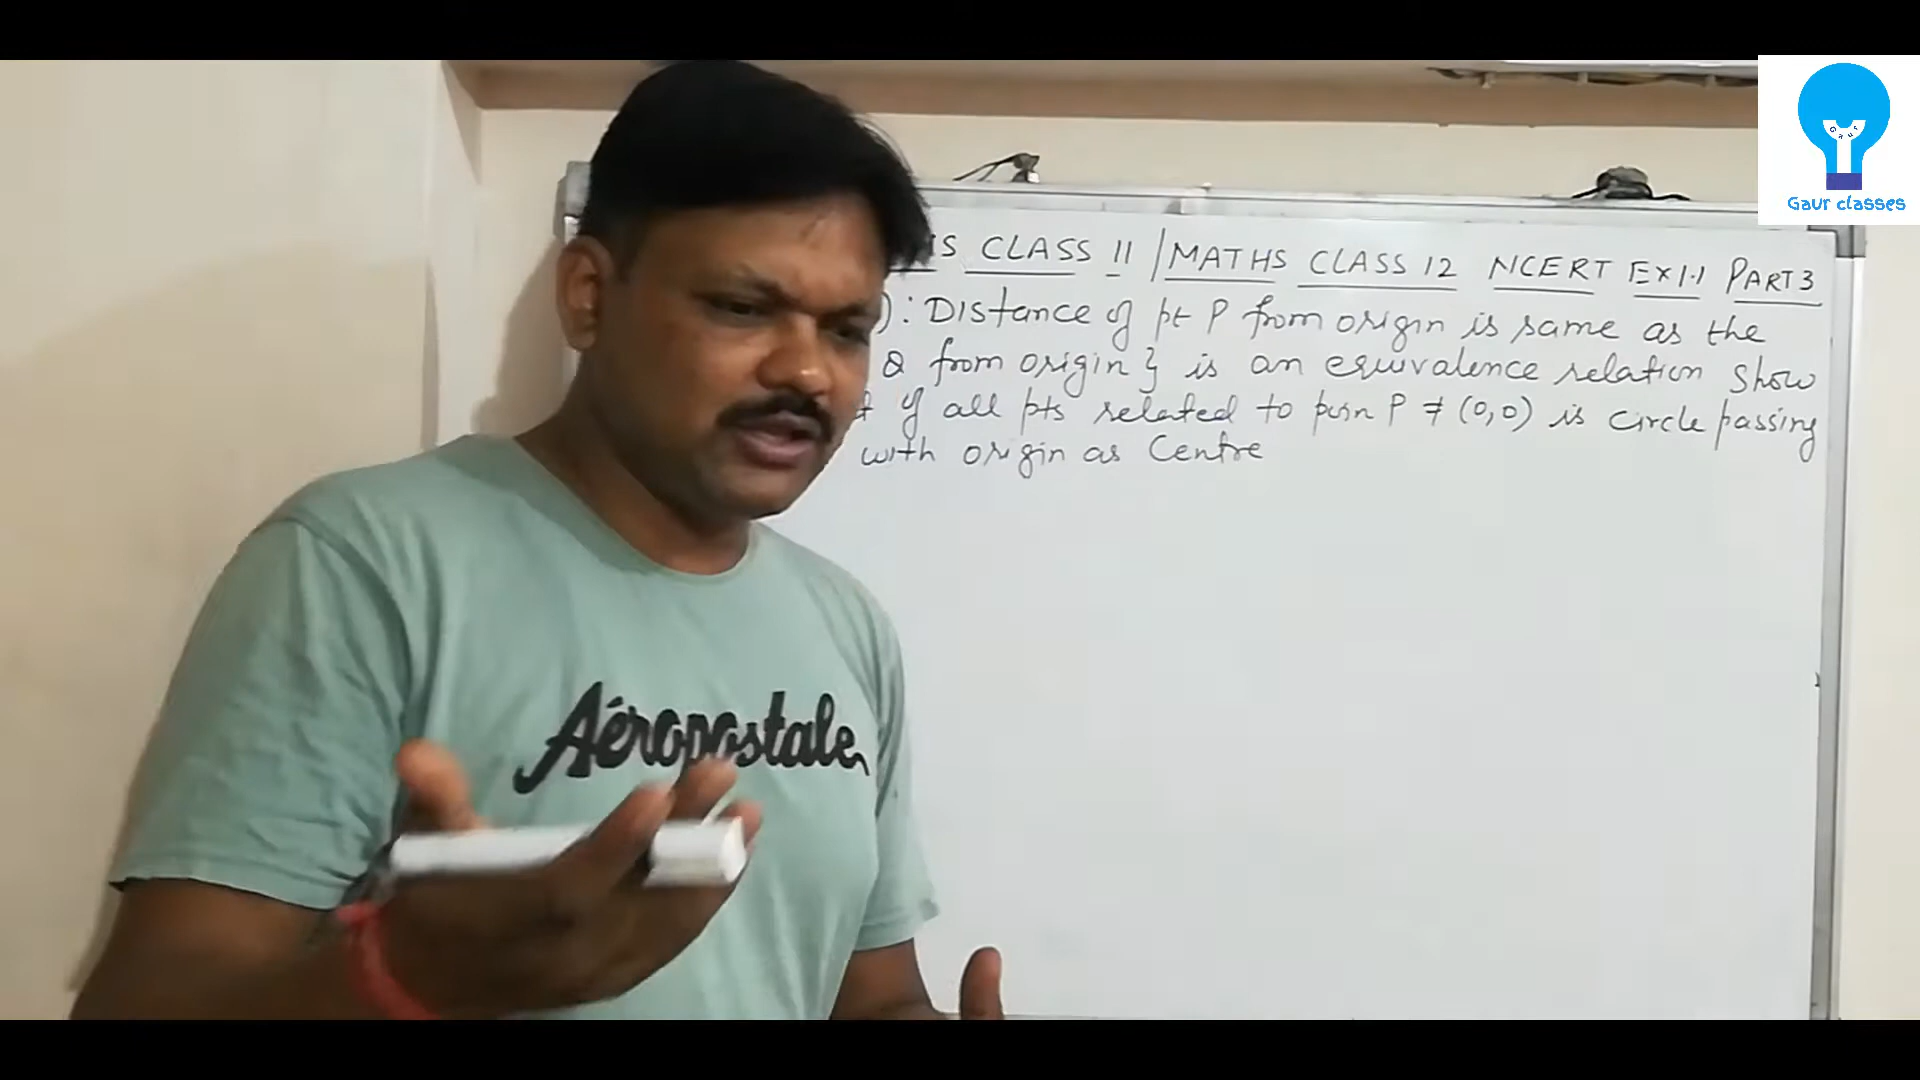 Gaur
Gaur classes
IS CLASS 11 / MATHS CLASS 12 NCERT EX 1.1 PART 3
) : Distance of pt P from origin is same as the
Q from origin } is an equivalence relation show
of all pts related to P ≠ (0,0) is circle passing
with origin as Centre
Aéropostale